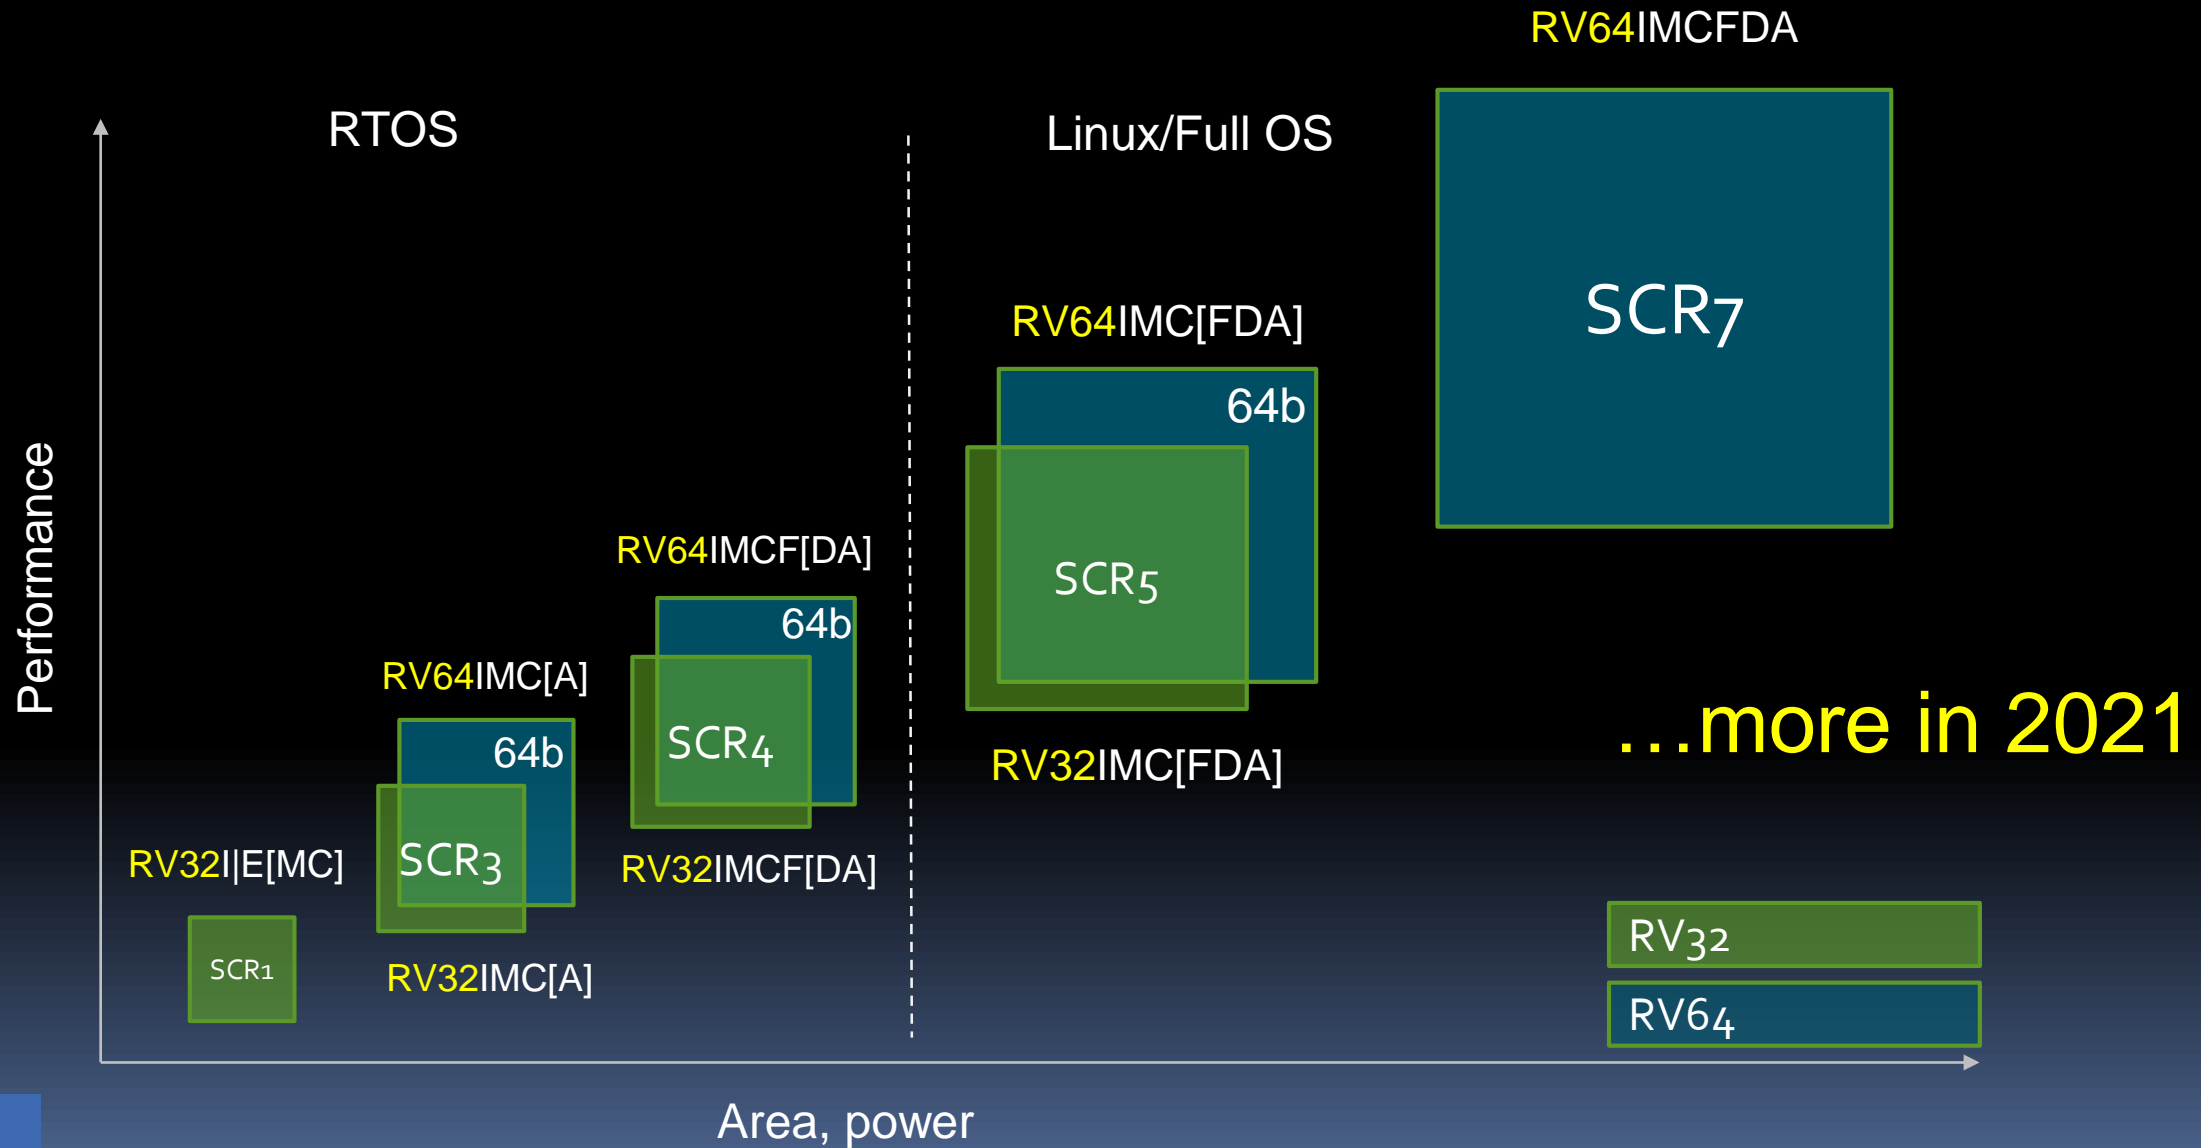 RV64IMCFDA
RTOS
Linux/Full OS
SCR7
RV64IMC[FDA]
64b
SCR5
RV32IMC[FDA]
RV64IMCF[DA]
64b
SCR4
RV32IMCF[DA]
RV64IMC[A]
64b
SCR3
RV32IMC[A]
RV32I|E[MC]
SCR1
Performance
...more in 2021
RV32
RV64
Area, power